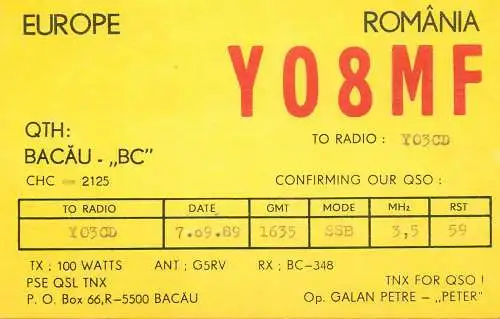 EUROPE ROMÂNIA
YO8MF
QTH:
BACĂU - „BC”
TO RADIO : YO3CD
CHC - 2125
CONFIRMING OUR QSO :
TO RADIO DATE GMT MODE MHz RST
YO3CD 7.09.89 1635 SSB 3,5 59
TX ; 100 WATTS ANT ; G5RV RX ; BC-348
PSE QSL TNX TNX FOR QSO !
P. O. Box 66,R-5500 BACĂU Op. GALAN PETRE - „PETER”